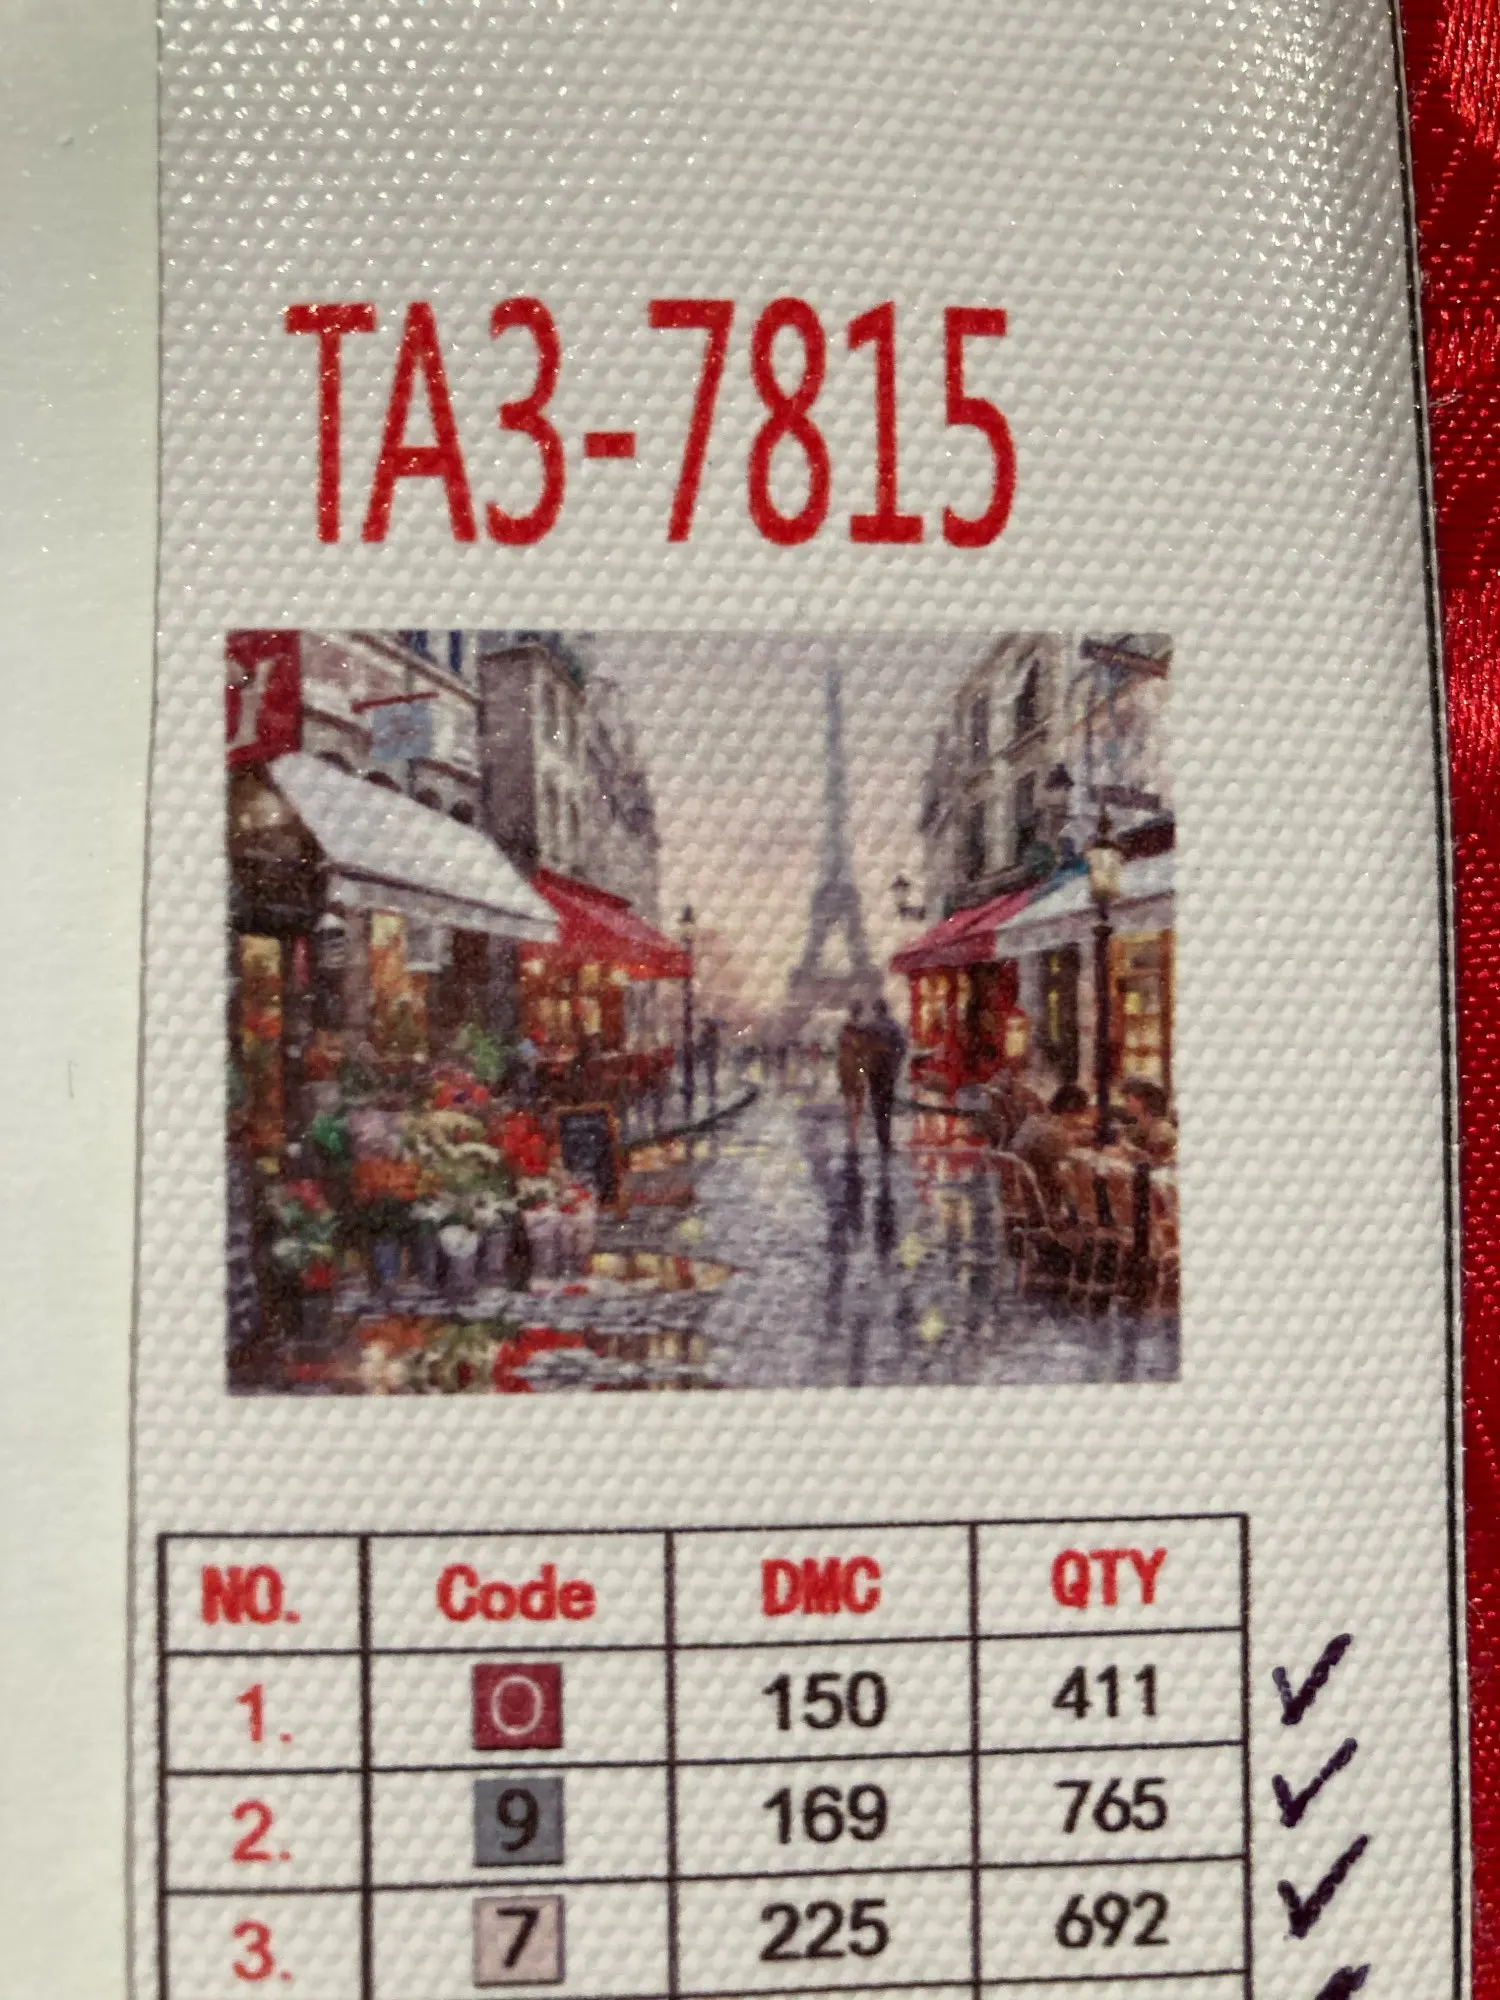 TA3-7815
NO. Code DMC QTY
1. O 150 411 ✓
2. 9 169 765 ✓
3. 7 225 692 ✓